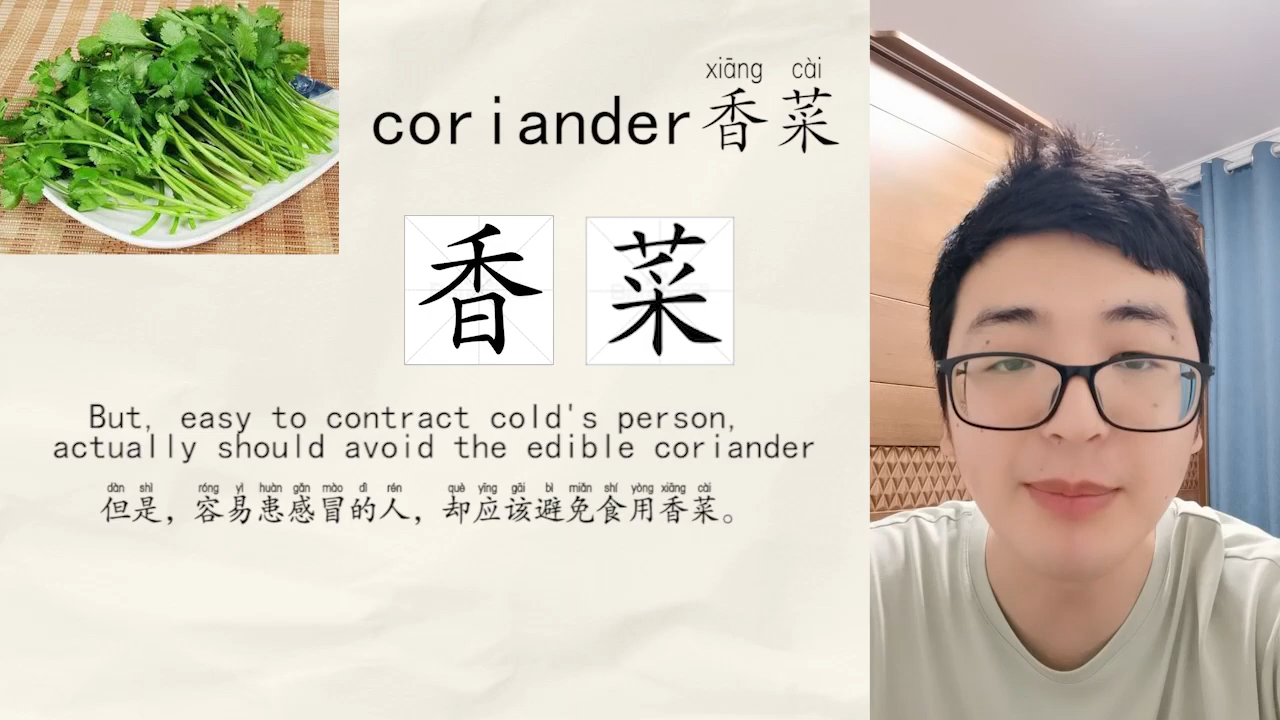 xiāng cài
coriander香菜
香 菜
But, easy to contract cold's person,
actually should avoid the edible coriander
dàn shì róng yì huàn gǎn mào dì rén què yīng gāi bì miǎn shí yòng xiāng cài
但是，容易患感冒的人，却应该避免食用香菜。